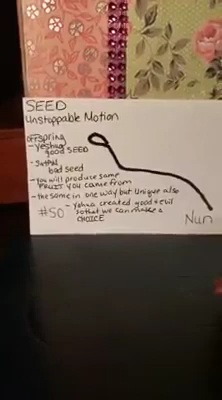 SEED
Unstoppable Motion
offspring
- Yeshua
good SEED
- Satan
bad seed
- you will produce same
FRUIT you came from
- the same in one way but unique also
#50
- Yahua created good & evil
so that we can make a
CHOICE
Nun